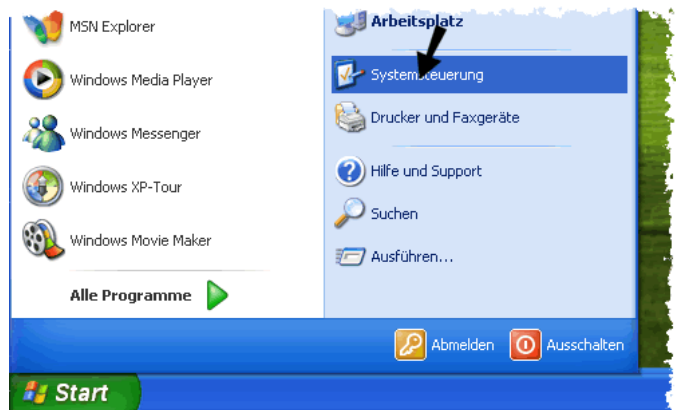 MSN Explorer
Windows Media Player
Windows Messenger
Windows XP-Tour
Windows Movie Maker
Alle Programme
Arbeitsplatz
Systemsteuerung
Drucker und Faxgeräte
Hilfe und Support
Suchen
Ausführen...
Abmelden
Ausschalten
Start